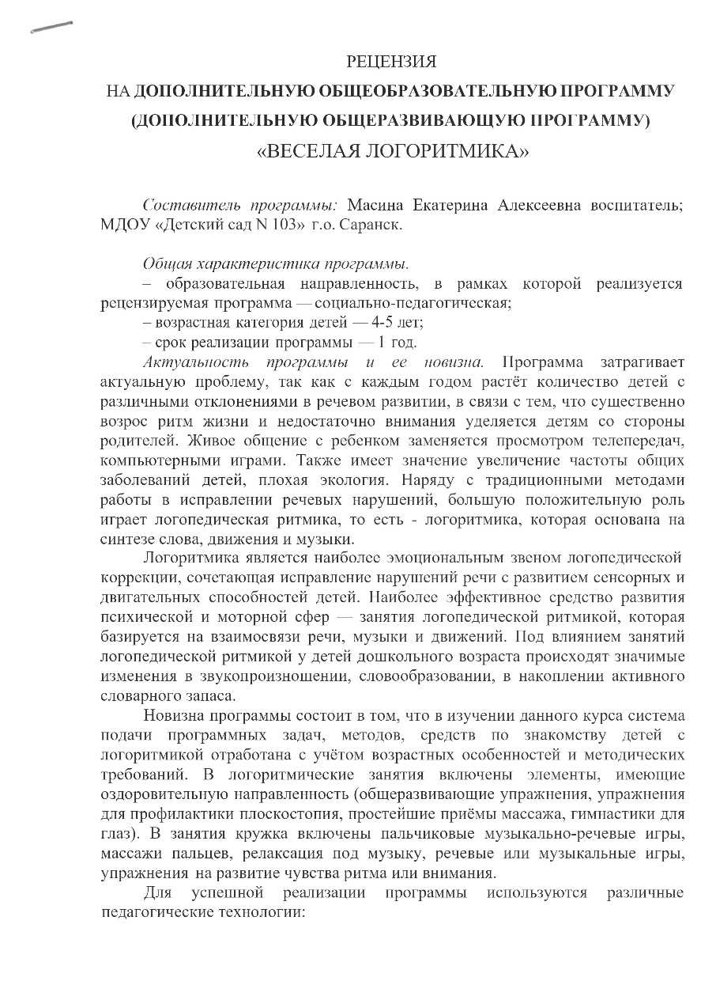 РЕЦЕНЗИЯ
НА ДОПОЛНИТЕЛЬНУЮ ОБЩЕОБРАЗОВАТЕЛЬНУЮ ПРОГРАММУ
(ДОПОЛНИТЕЛЬНУЮ ОБЩЕРАЗВИВАЮЩУЮ ПРОГРАММУ)
«ВЕСЕЛАЯ ЛОГОРИТМИКА»
Составитель программы: Масина Екатерина Алексеевна воспитатель;
МДОУ «Детский сад N 103» г.о. Саранск.
Общая характеристика программы.
– образовательная направленность, в рамках которой реализуется
рецензируемая программа — социально-педагогическая;
– возрастная категория детей — 4-5 лет;
– срок реализации программы — 1 год.
Актуальность программы и ее новизна. Программа затрагивает
актуальную проблему, так как с каждым годом растёт количество детей с
различными отклонениями в речевом развитии, в связи с тем, что существенно
возрос ритм жизни и недостаточно внимания уделяется детям со стороны
родителей. Живое общение с ребенком заменяется просмотром телепередач,
компьютерными играми. Также имеет значение увеличение частоты общих
заболеваний детей, плохая экология. Наряду с традиционными методами
работы в исправлении речевых нарушений, большую положительную роль
играет логопедическая ритмика, то есть - логоритмика, которая основана на
синтезе слова, движения и музыки.
Логоритмика является наиболее эмоциональным звеном логопедической
коррекции, сочетающая исправление нарушений речи с развитием сенсорных и
двигательных способностей детей. Наиболее эффективное средство развития
психической и моторной сфер — занятия логопедической ритмикой, которая
базируется на взаимосвязи речи, музыки и движений. Под влиянием занятий
логопедической ритмикой у детей дошкольного возраста происходят значимые
изменения в звукопроизношении, словообразовании, в накоплении активного
словарного запаса.
Новизна программы состоит в том, что в изучении данного курса система
подачи программных задач, методов, средств по знакомству детей с
логоритмикой отработана с учётом возрастных особенностей и методических
требований. В логоритмические занятия включены элементы, имеющие
оздоровительную направленность (общеразвивающие упражнения, упражнения
для профилактики плоскостопия, простейшие приёмы массажа, гимнастики для
глаз). В занятия кружка включены пальчиковые музыкально-речевые игры,
массажи пальцев, релаксация под музыку, речевые или музыкальные игры,
упражнения на развитие чувства ритма или внимания.
Для успешной реализации программы используются различные
педагогические технологии: